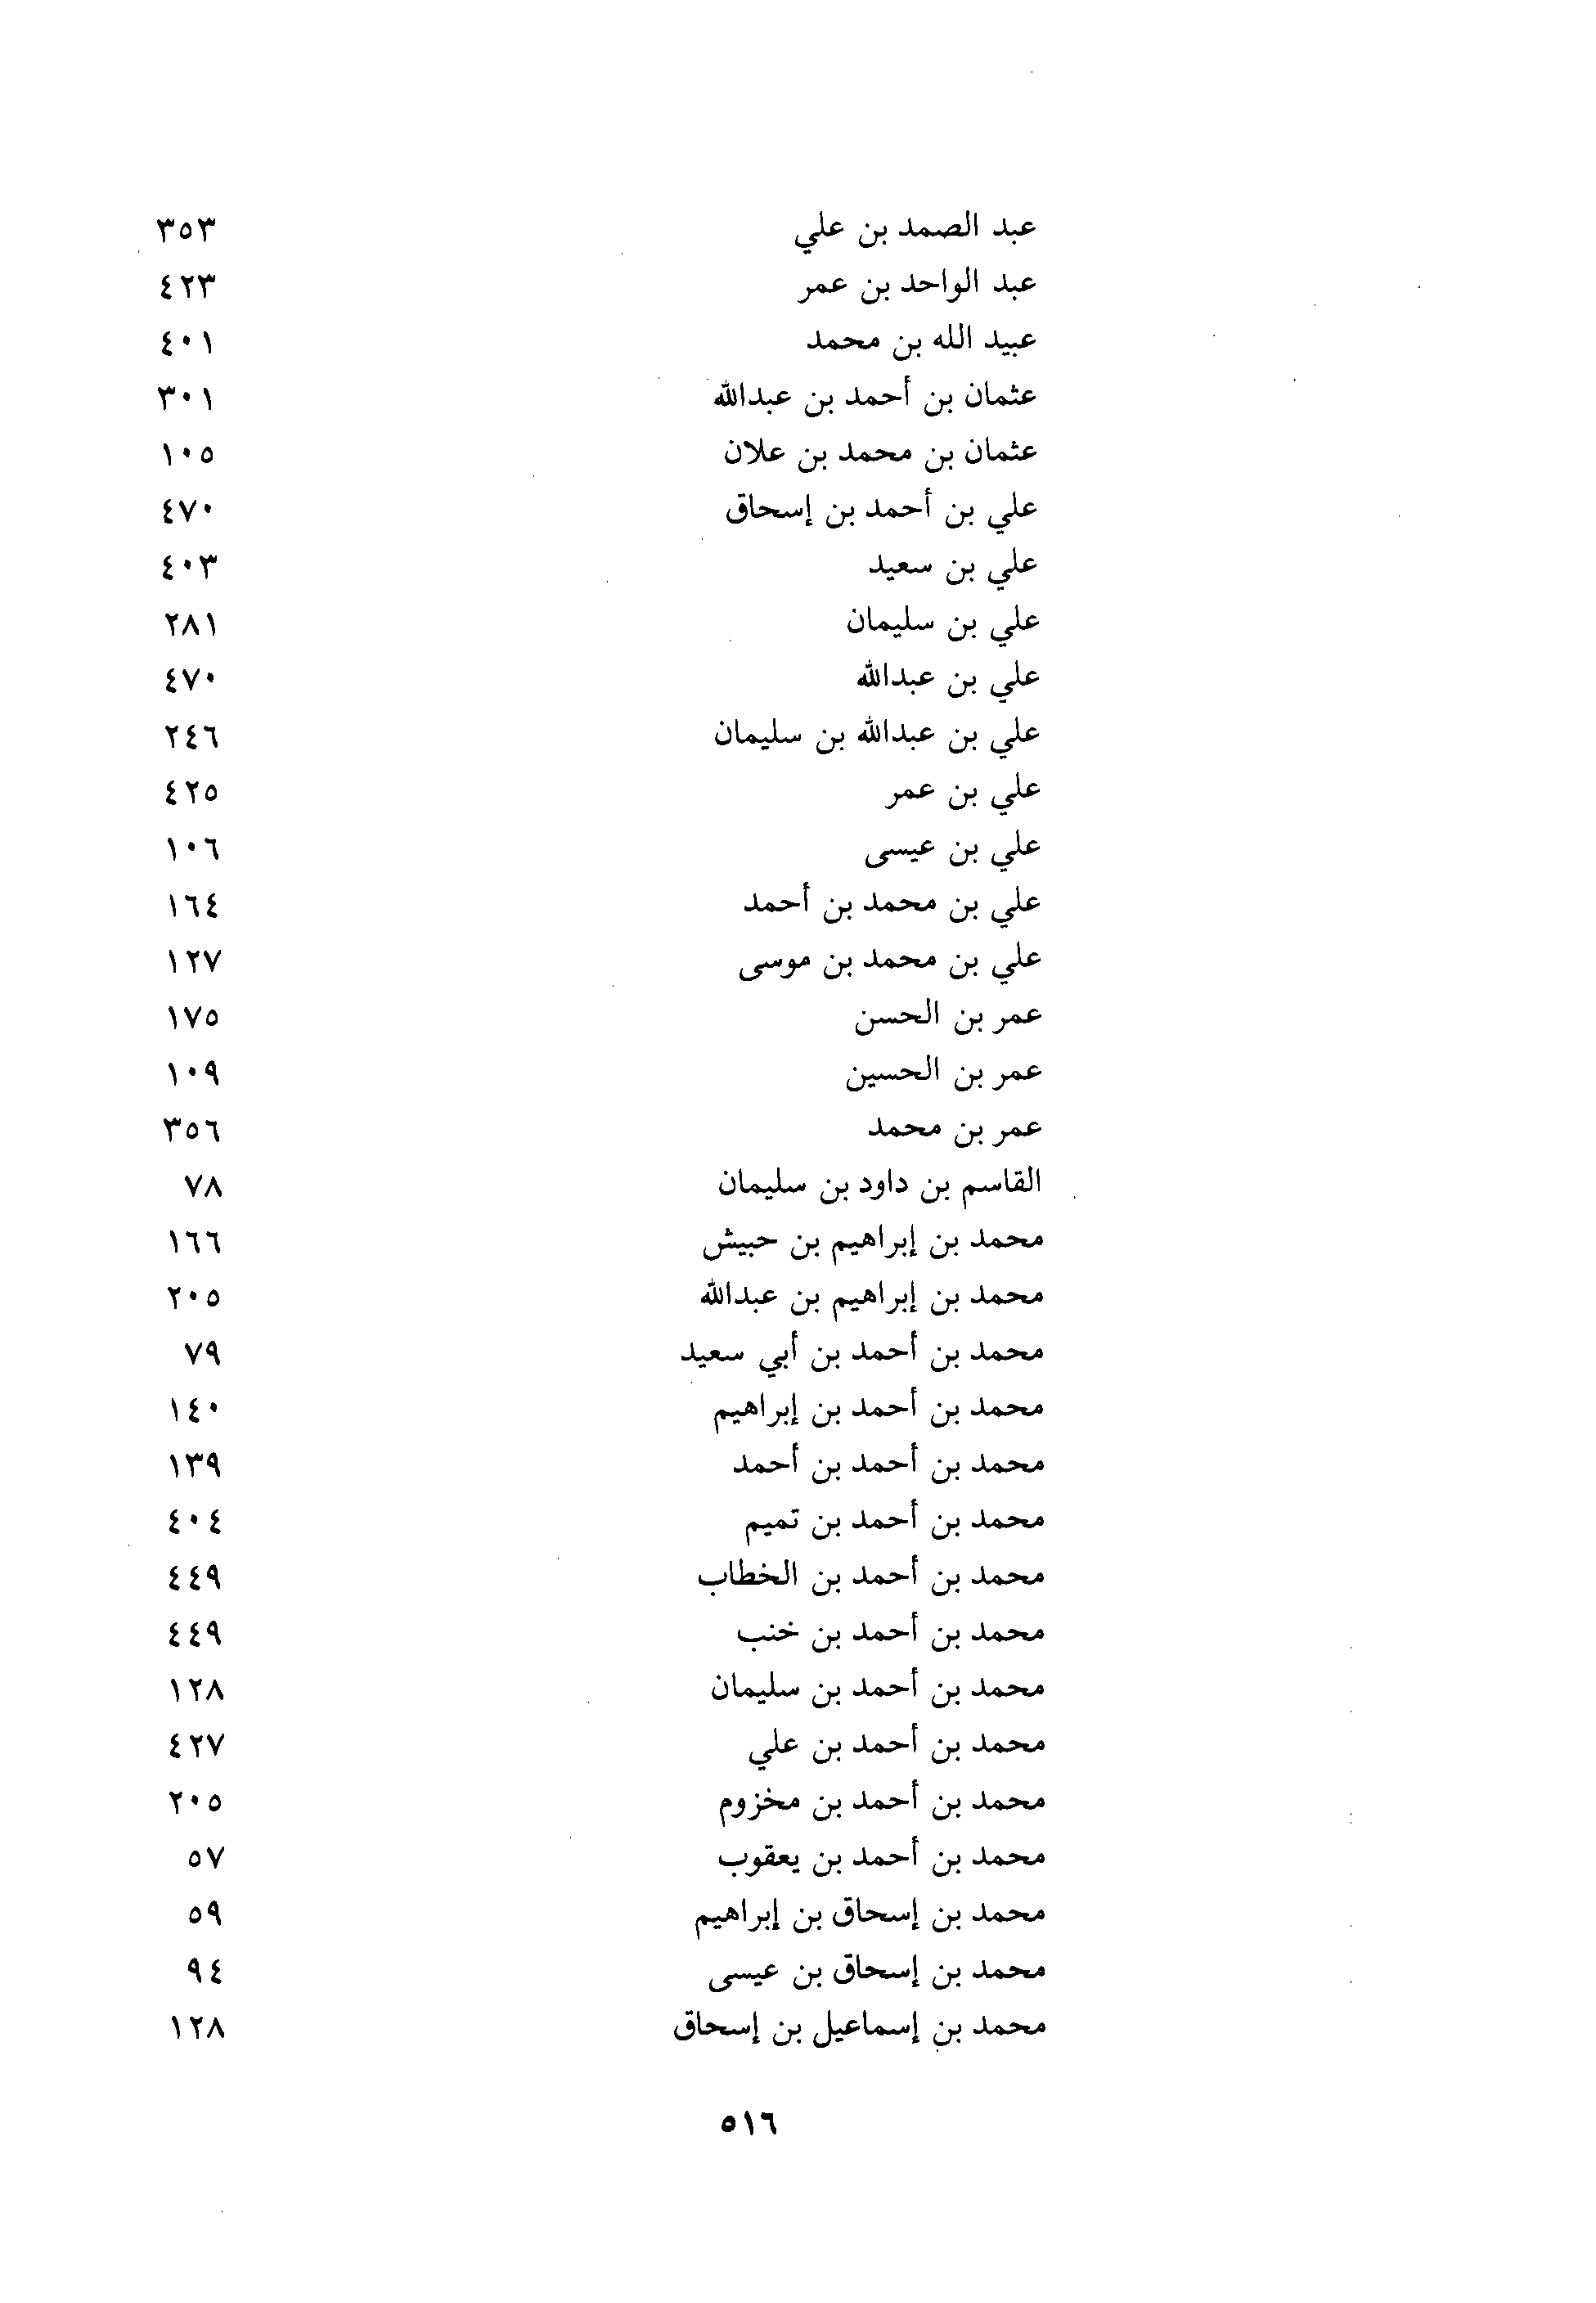 عبد الصمد بن علي ٣٥٣
عبد الواحد بن عمر ٤٢٣
عبيد الله بن محمد ٤٠١
عثمان بن أحمد بن عبدالله ٣٠١
عثمان بن محمد بن علان ١٠٥
علي بن أحمد بن إسحاق ٤٧٠
علي بن سعيد ٤٠٣
علي بن سليمان ٢٨١
علي بن عبدالله ٤٧٠
علي بن عبدالله بن سليمان ٢٤٦
علي بن عمر ٤٢٥
علي بن عيسى ١٠٦
علي بن محمد بن أحمد ١٦٤
علي بن محمد بن موسى ١٢٧
عمر بن الحسن ١٧٥
عمر بن الحسين ١٠٩
عمر بن محمد ٣٥٦
القاسم بن داود بن سليمان ٧٨
محمد بن إبراهيم بن حبيش ١٦٦
محمد بن إبراهيم بن عبدالله ٢٠٥
محمد بن أحمد بن أبي سعيد ٧٩
محمد بن أحمد بن إبراهيم ١٤٠
محمد بن أحمد بن أحمد ١٣٩
محمد بن أحمد بن تميم ٤٠٤
محمد بن أحمد بن الخطاب ٤٤٩
محمد بن أحمد بن خنب ٤٤٩
محمد بن أحمد بن سليمان ١٢٨
محمد بن أحمد بن علي ٤٢٧
محمد بن أحمد بن مخزوم ٢٠٥
محمد بن أحمد بن يعقوب ٥٧
محمد بن إسحاق بن إبراهيم ٥٩
محمد بن إسحاق بن عيسى ٩٤
محمد بن إسماعيل بن إسحاق ١٢٨
٥١٦